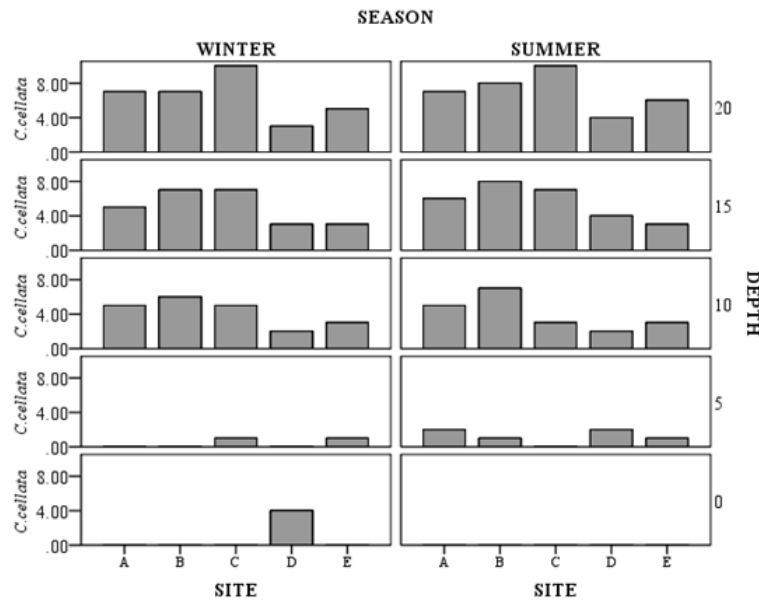 SEASON
WINTER SUMMER
C.cellata 8.00 4.00 .00 20
C.cellata 8.00 4.00 .00 15
C.cellata 8.00 4.00 .00 10
DEPTH
C.cellata 8.00 4.00 .00 5
C.cellata 8.00 4.00 .00 0
A B C D E A B C D E
SITE SITE